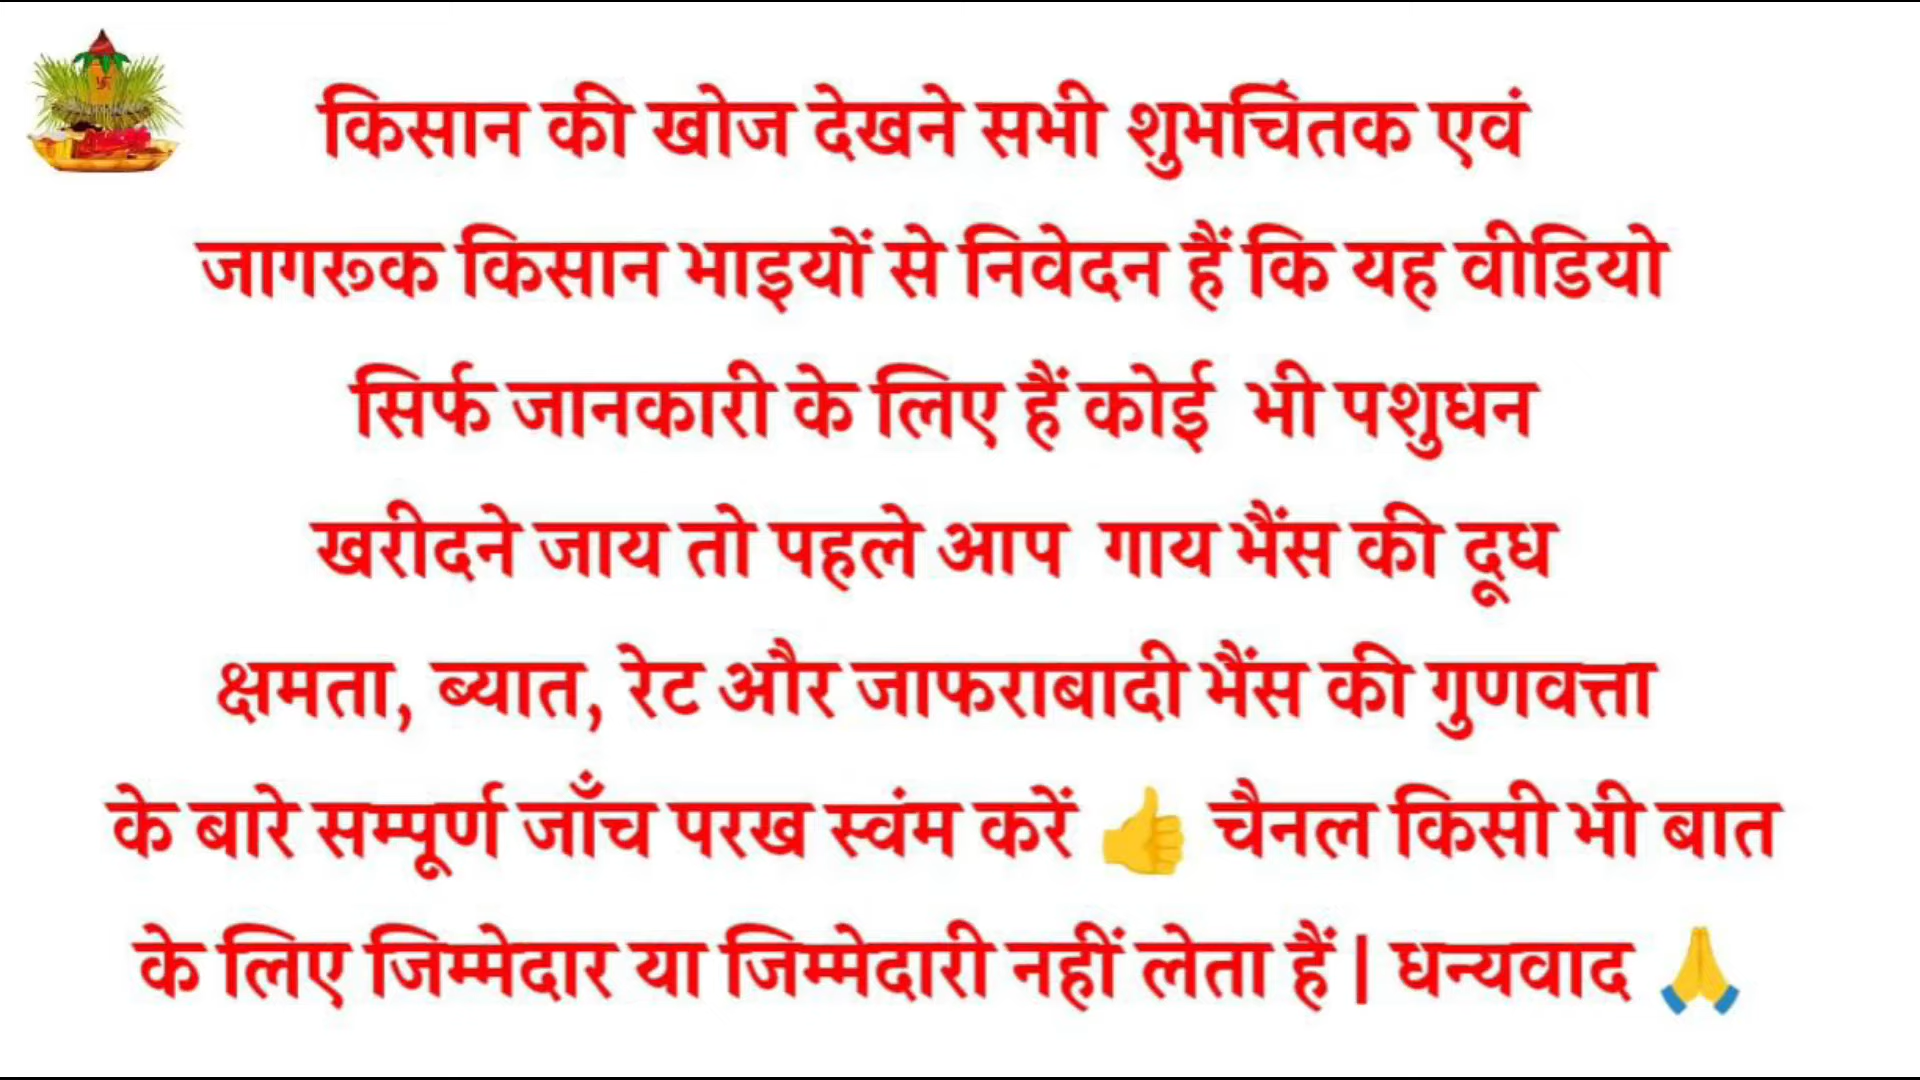 किसान की खोज देखने सभी शुभचिंतक एवं
जागरूक किसान भाइयों से निवेदन हैं कि यह वीडियो
सिर्फ जानकारी के लिए हैं कोई भी पशुधन
खरीदने जाय तो पहले आप गाय भैंस की दूध
क्षमता, ब्यात, रेट और जाफराबादी भैंस की गुणवत्ता
के बारे सम्पूर्ण जाँच परख स्वंम करें 👍 चैनल किसी भी बात
के लिए जिम्मेदार या जिम्मेदारी नहीं लेता हैं | धन्यवाद 🙏